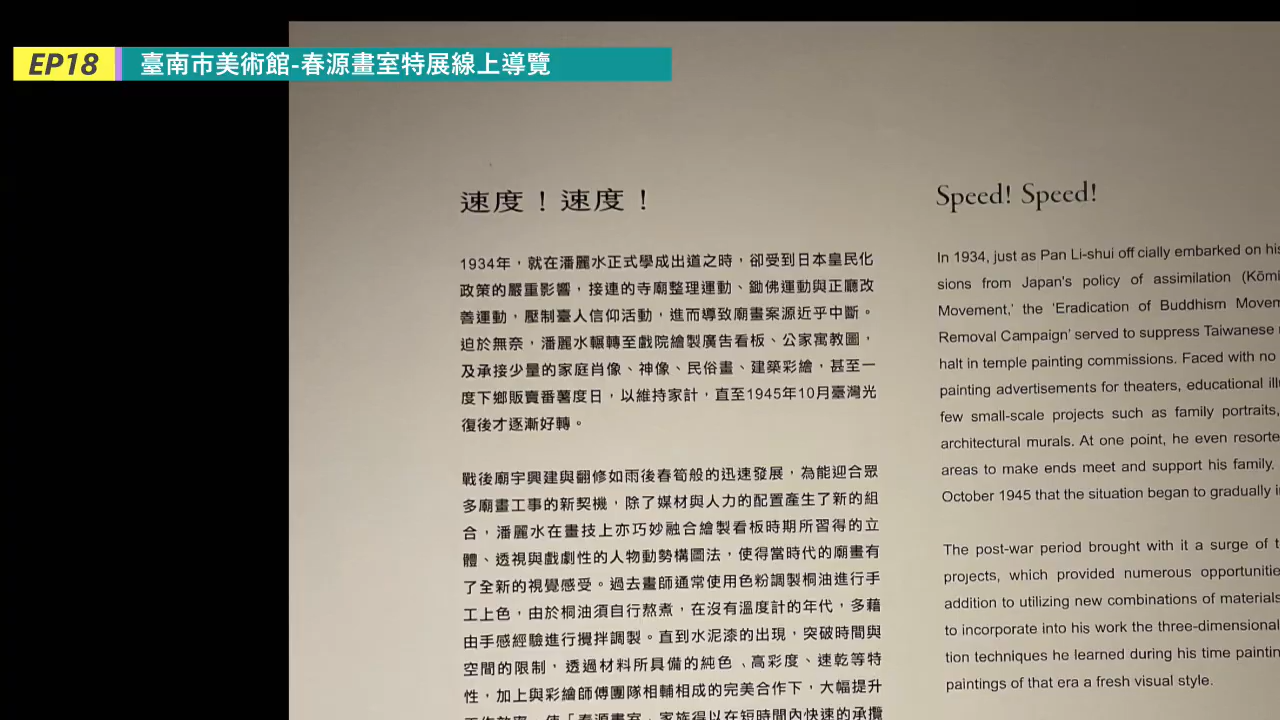 EP18
臺南市美術館-春源畫室特展線上導覽
速度！速度！
1934年，就在潘麗水正式學成出道之時，卻受到日本皇民化
政策的嚴重影響，接連的寺廟整理運動、鋤佛運動與正廳改
善運動，壓制臺人信仰活動，進而導致廟畫案源近乎中斷。
迫於無奈，潘麗水輾轉至戲院繪製廣告看板、公家寓教圖，
及承接少量的家庭肖像、神像、民俗畫、建築彩繪，甚至一
度下鄉販賣番薯度日，以維持家計，直至1945年10月臺灣光
復後才逐漸好轉。
戰後廟宇興建與翻修如雨後春筍般的迅速發展，為能迎合眾
多廟畫工事的新契機，除了媒材與人力的配置產生了新的組
合，潘麗水在畫技上亦巧妙融合繪製看板時期所習得的立
體、透視與戲劇性的人物動勢構圖法，使得當時代的廟畫有
了全新的視覺感受。過去畫師通常使用色粉調製桐油進行手
工上色，由於桐油須自行熬煮，在沒有溫度計的年代，多藉
由手感經驗進行攪拌調製。直到水泥漆的出現，突破時間與
空間的限制，透過材料所具備的純色、高彩度、速乾等特
性，加上與彩繪師傅團隊相輔相成的完美合作下，大幅提升
工作效率，使「春源畫室」家族得以在短時間內快速的承攬
Speed! Speed!
In 1934, just as Pan Li-shui off cially embarked on his
sions from Japan's policy of assimilation (Kōmi
Movement,' the 'Eradication of Buddhism Movem
Removal Campaign' served to suppress Taiwanese
halt in temple painting commissions. Faced with no
painting advertisements for theaters, educational illu
few small-scale projects such as family portraits,
architectural murals. At one point, he even resorte
areas to make ends meet and support his family.
October 1945 that the situation began to gradually i
The post-war period brought with it a surge of t
projects, which provided numerous opportunitie
addition to utilizing new combinations of materials
to incorporate into his work the three-dimensional
tion techniques he learned during his time paintin
paintings of that era a fresh visual style.